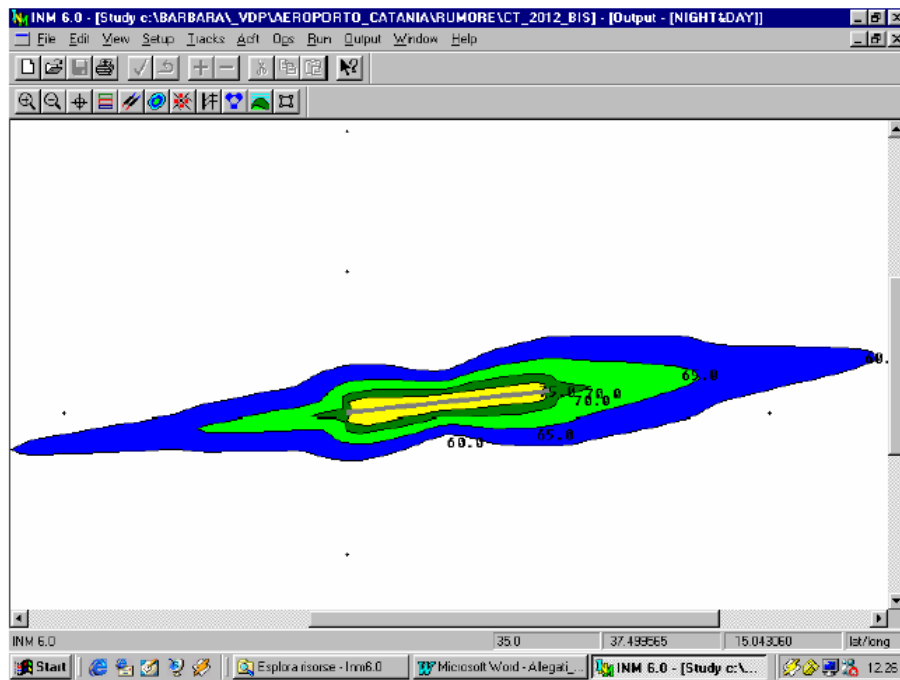 INM 6.0 - [Study c:\BARBARA\_VDP\AEROPORTO_CATANIA\RUMORE\CT_2012_BIS] - [Output - [NIGHT&DAY]]
File Edit View Setup Tracks Acft Ops Run Output Window Help
60.
65.0
75.0 70.0
70.0
65.0
60.0
INM 6.0 35.0 37.499565 15.043060 lat/long
Start Esplora risorse - Inm6.0 Microsoft Word - Allegati_... INM 6.0 - [Study c:\... 12.26